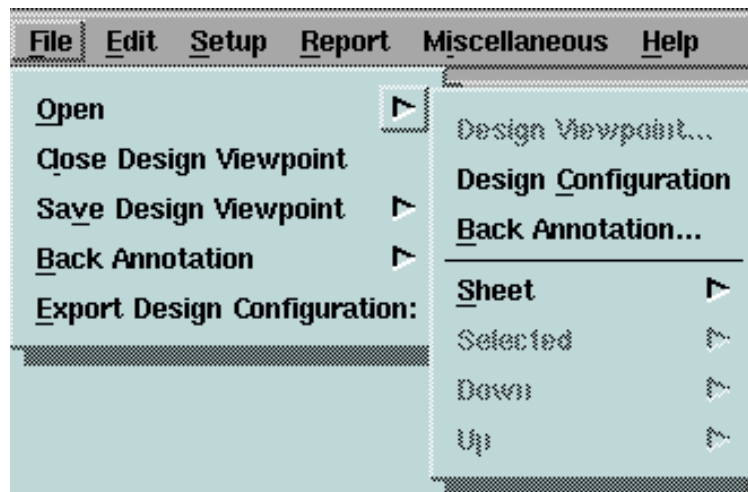 File Edit Setup Report Miscellaneous Help
Open
Close Design Viewpoint
Save Design Viewpoint
Back Annotation
Export Design Configuration:
Design Viewpoint...
Design Configuration
Back Annotation...
Sheet
Selected
Down
Up